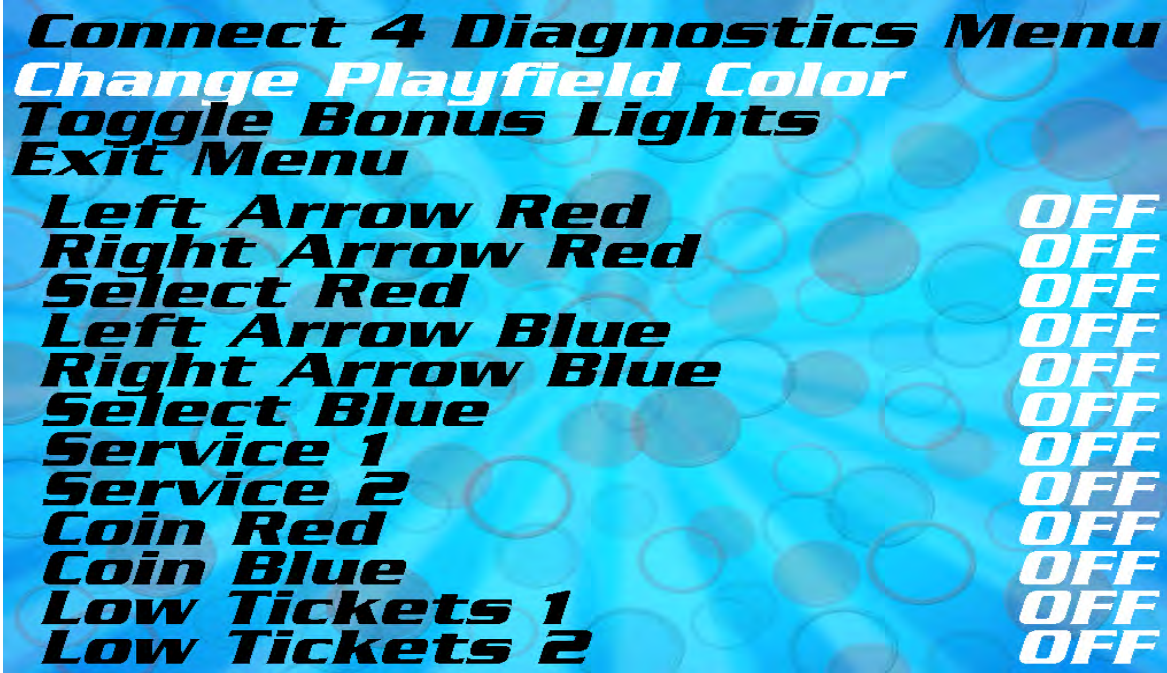 Connect 4 Diagnostics Menu
Change Playfield Color
Toggle Bonus Lights
Exit Menu
Left Arrow Red OFF
Right Arrow Red OFF
Select Red OFF
Left Arrow Blue OFF
Right Arrow Blue OFF
Select Blue OFF
Service 1 OFF
Service 2 OFF
Coin Red OFF
Coin Blue OFF
Low Tickets 1 OFF
Low Tickets 2 OFF